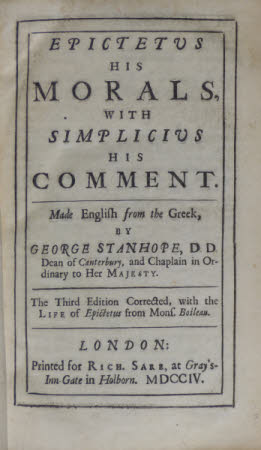 EPICTETVS
HIS
MORALS,
WITH
SIMPLICIVS
HIS
COMMENT.
Made English from the Greek,
BY
GEORGE STANHOPE, D D.
Dean of Canterbury, and Chaplain in Or-
dinary to Her MAJESTY.
The Third Edition Corrected, with the
LIFE of Epictetus from Monſ. Boileau.
LONDON:
Printed for RICH. SARE, at Gray's-
Inn Gate in Holborn. MDCCIV.